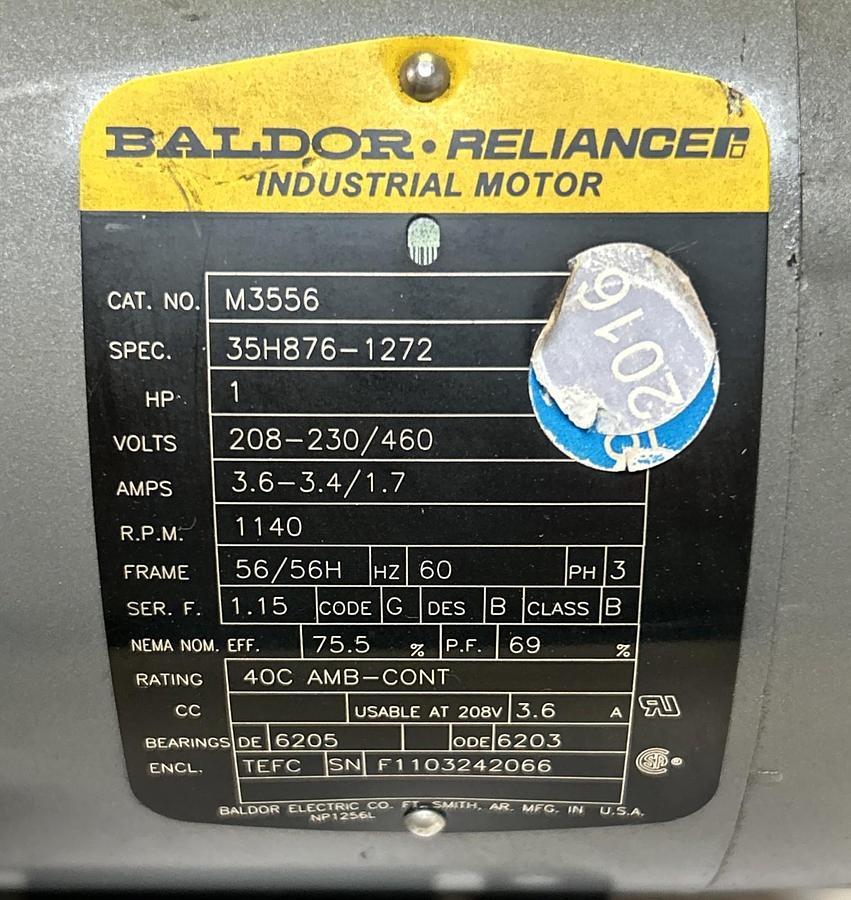 BALDOR • RELIANCE
INDUSTRIAL MOTOR
CAT. NO. M3556
SPEC. 35H876-1272
HP 1
VOLTS 208-230/460
AMPS 3.6-3.4/1.7
R.P.M. 1140
FRAME 56/56H HZ 60 PH 3
SER. F. 1.15 CODE G DES B CLASS B
NEMA NOM. EFF. 75.5 % P.F. 69 %
RATING 40C AMB-CONT
CC USABLE AT 208V 3.6 A
BEARINGS DE 6205 ODE 6203
ENCL. TEFC SN F1103242066
BALDOR ELECTRIC CO. FT. SMITH, AR. MFG. IN U.S.A.
NP1256L
2016